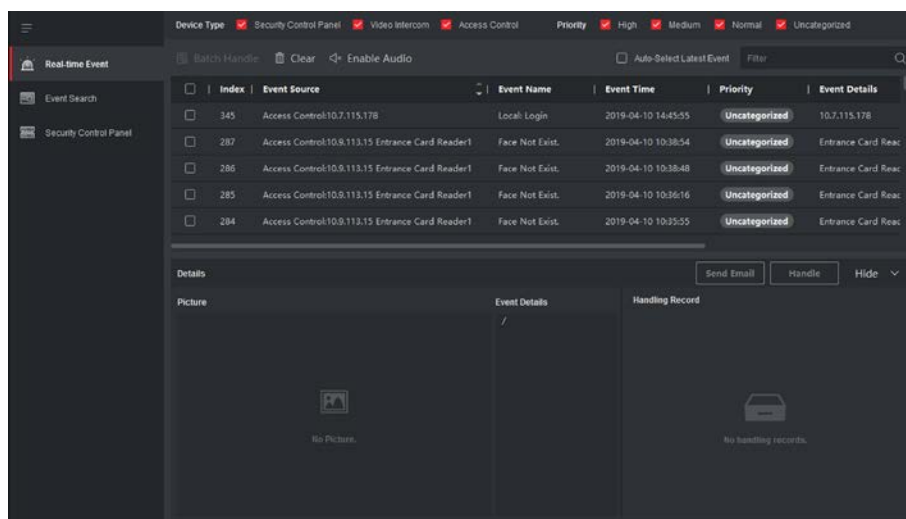 Device Type Security Control Panel Video Intercom Access Control Priority High Medium Normal Uncategorized
Real-time Event
Event Search
Security Control Panel
Batch Handle Clear Enable Audio Auto-Select Latest Event Filter
Index Event Source Event Name Event Time Priority Event Details
345 Access Control:10.7.115.178 Local: Login 2019-04-10 14:45:55 Uncategorized 10.7.115.178
287 Access Control:10.9.113.15 Entrance Card Reader1 Face Not Exist. 2019-04-10 10:38:54 Uncategorized Entrance Card Reac
286 Access Control:10.9.113.15 Entrance Card Reader1 Face Not Exist. 2019-04-10 10:38:48 Uncategorized Entrance Card Reac
285 Access Control:10.9.113.15 Entrance Card Reader1 Face Not Exist. 2019-04-10 10:36:16 Uncategorized Entrance Card Reac
284 Access Control:10.9.113.15 Entrance Card Reader1 Face Not Exist. 2019-04-10 10:35:55 Uncategorized Entrance Card Reac
Details Send Email Handle Hide
Picture Event Details Handling Record
/
No Picture.
No handling records.